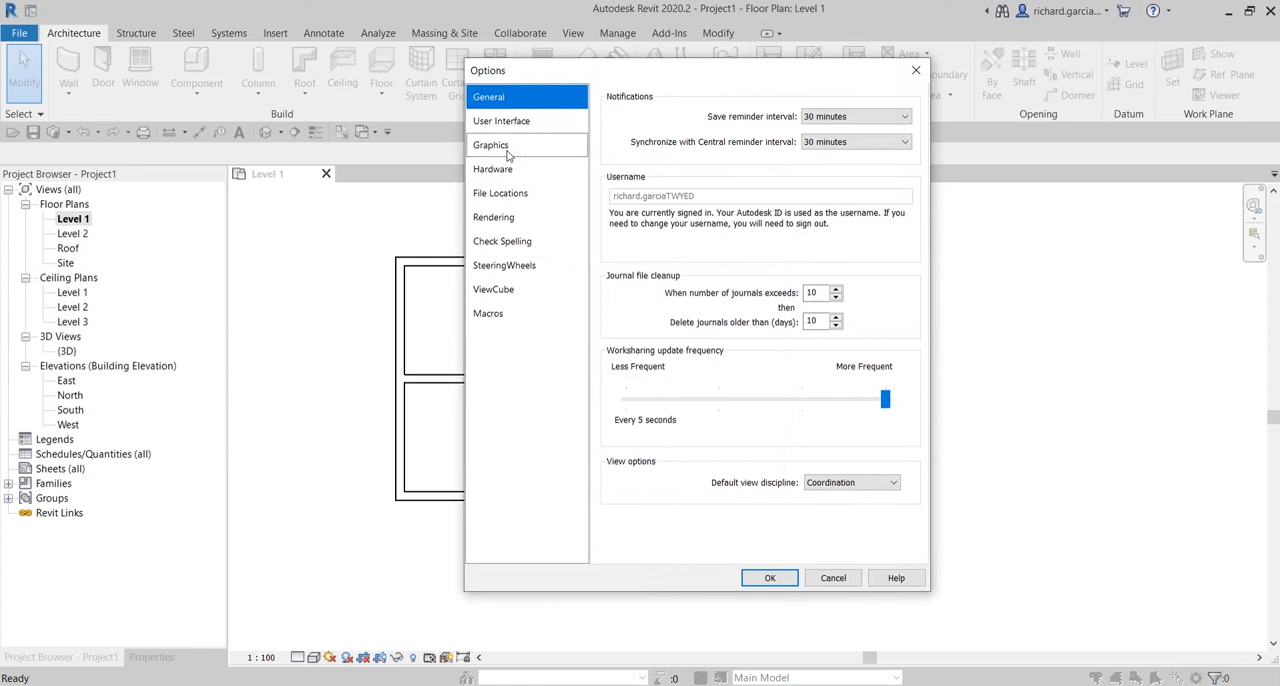 Autodesk Revit 2020.2 - Project1 - Floor Plan: Level 1
richard.garcia...
File Architecture Structure Steel Systems Insert Annotate Analyze Massing & Site Collaborate View Manage Add-Ins Modify
Modify Wall Door Window Component Column Roof Ceiling Floor Curtain System Curtain
Area
By Face Shaft Wall Vertical Dormer Level Grid Set Show Ref Plane Viewer
Select Build Opening Datum Work Plane
Project Browser - Project1
Level 1
Views (all)
Floor Plans
Level 1
Level 2
Roof
Site
Ceiling Plans
Level 1
Level 2
Level 3
3D Views
{3D}
Elevations (Building Elevation)
East
North
South
West
Legends
Schedules/Quantities (all)
Sheets (all)
Families
Groups
Revit Links
Options
General
User Interface
Graphics
Hardware
File Locations
Rendering
Check Spelling
SteeringWheels
ViewCube
Macros
Notifications
Save reminder interval: 30 minutes
Synchronize with Central reminder interval: 30 minutes
Username
richard.garciaTWYED
You are currently signed in. Your Autodesk ID is used as the username. If you
need to change your username, you will need to sign out.
Journal file cleanup
When number of journals exceeds: 10
then
Delete journals older than (days): 10
Worksharing update frequency
Less Frequent More Frequent
Every 5 seconds
View options
Default view discipline: Coordination
OK Cancel Help
Project Browser - Project1 Properties
1 : 100
Ready :0 Main Model :0